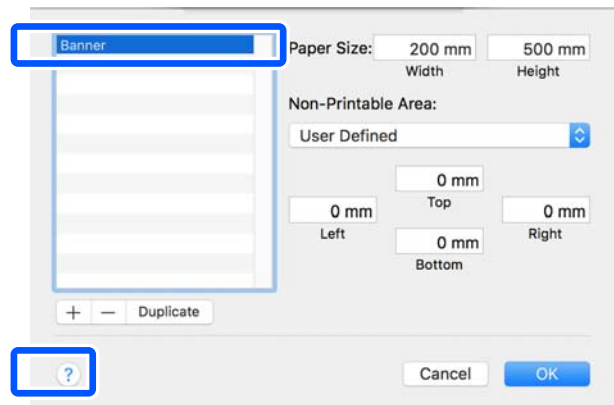 Banner
Paper Size: 200 mm 500 mm
Width Height
Non-Printable Area:
User Defined
0 mm
Top
0 mm 0 mm
Left Right
0 mm
Bottom
+ − Duplicate
? Cancel OK